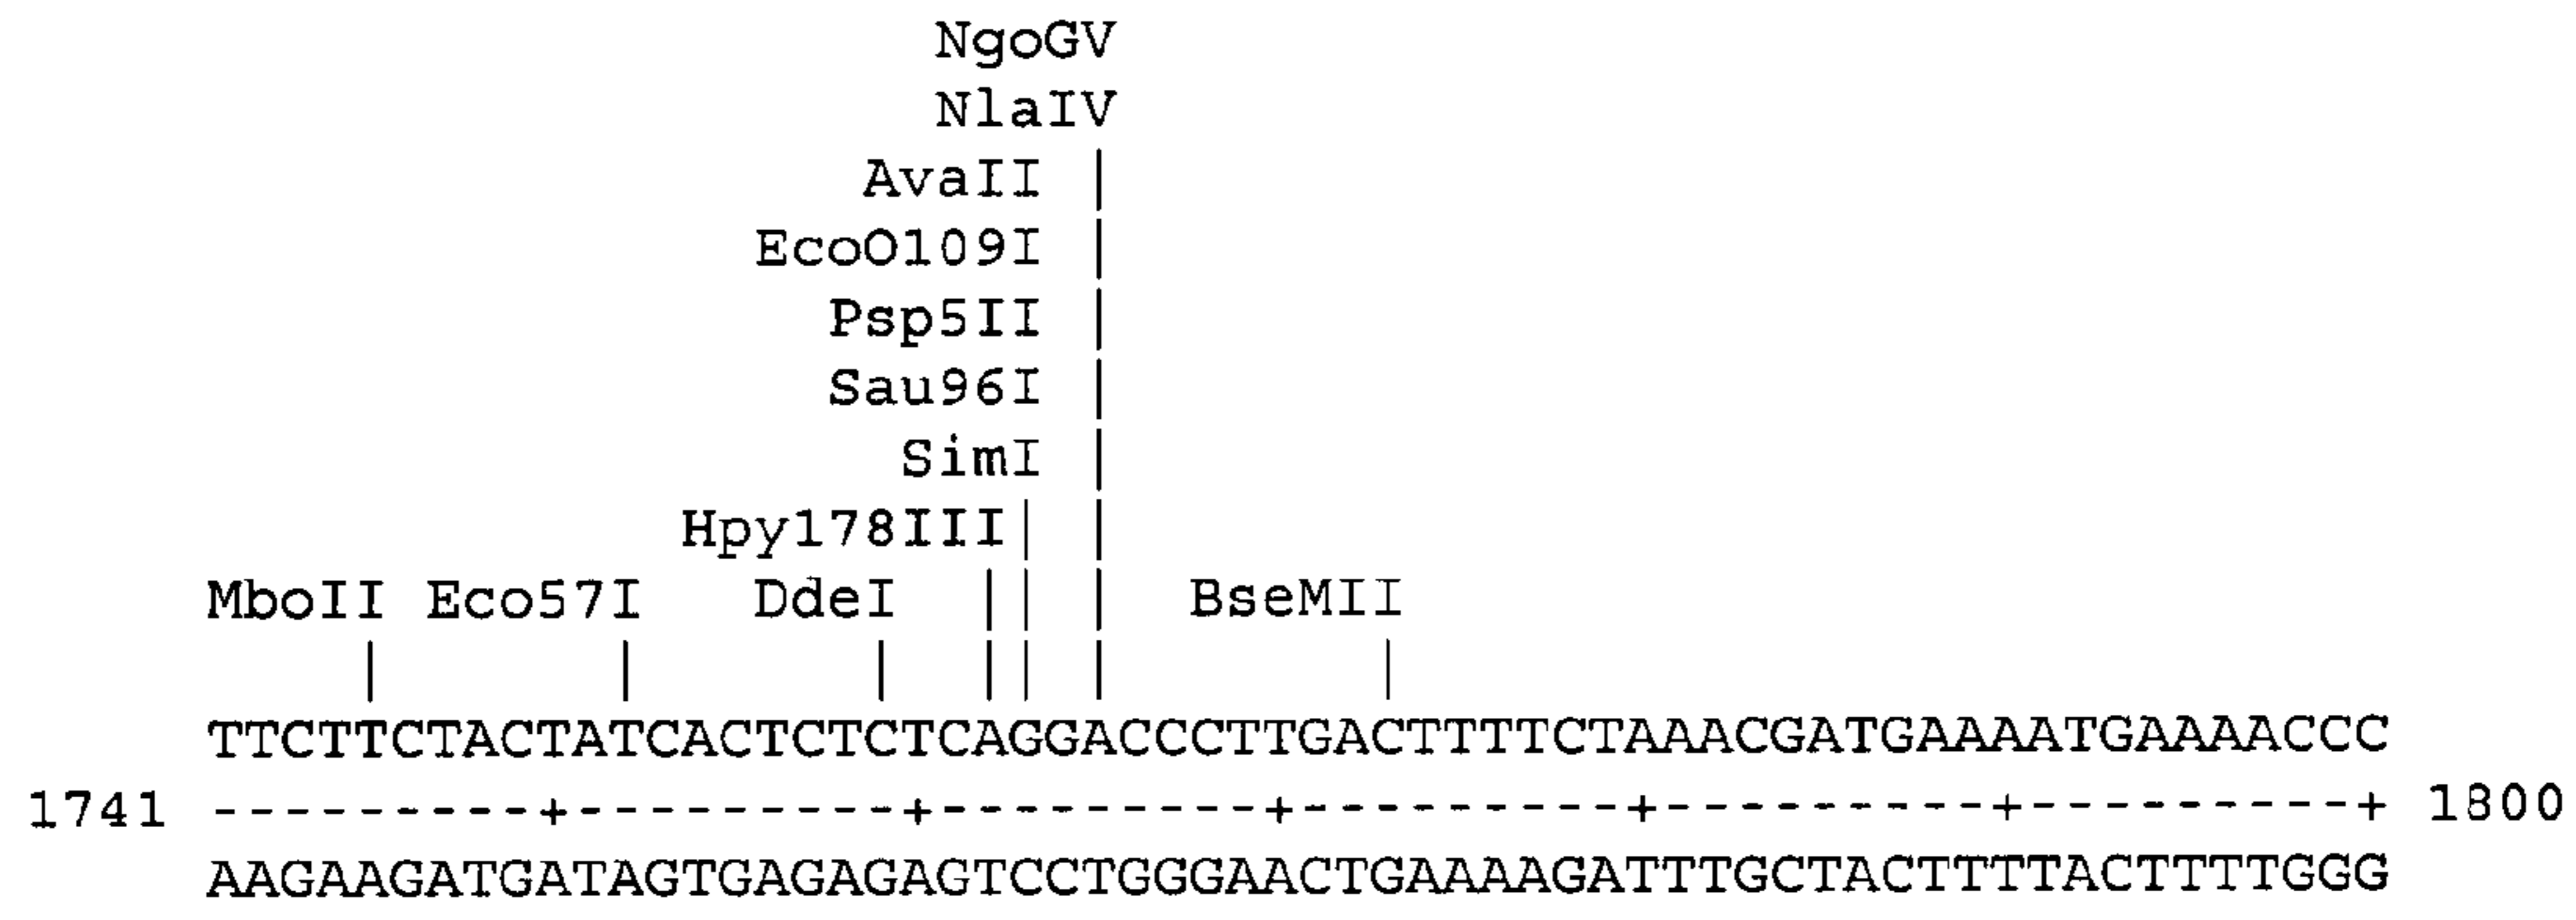 NgoGV
NlaIV
AvaII |
EcoO109I |
Psp5II |
Sau96I |
SimI |
Hpy178III| |
MboII Eco57I DdeI || | BseMII
| | | || | |
TTCTTCTACTATCACTCTCTCAGGACCCTTGACTTTTCTAAACGATGAAAATGAAAACCC
1741 ---------+---------+---------+---------+---------+---------+ 1800
AAGAAGATGATAGTGAGAGAGTCCTGGGAACTGAAAAGATTTGCTACTTTTACTTTTGGG